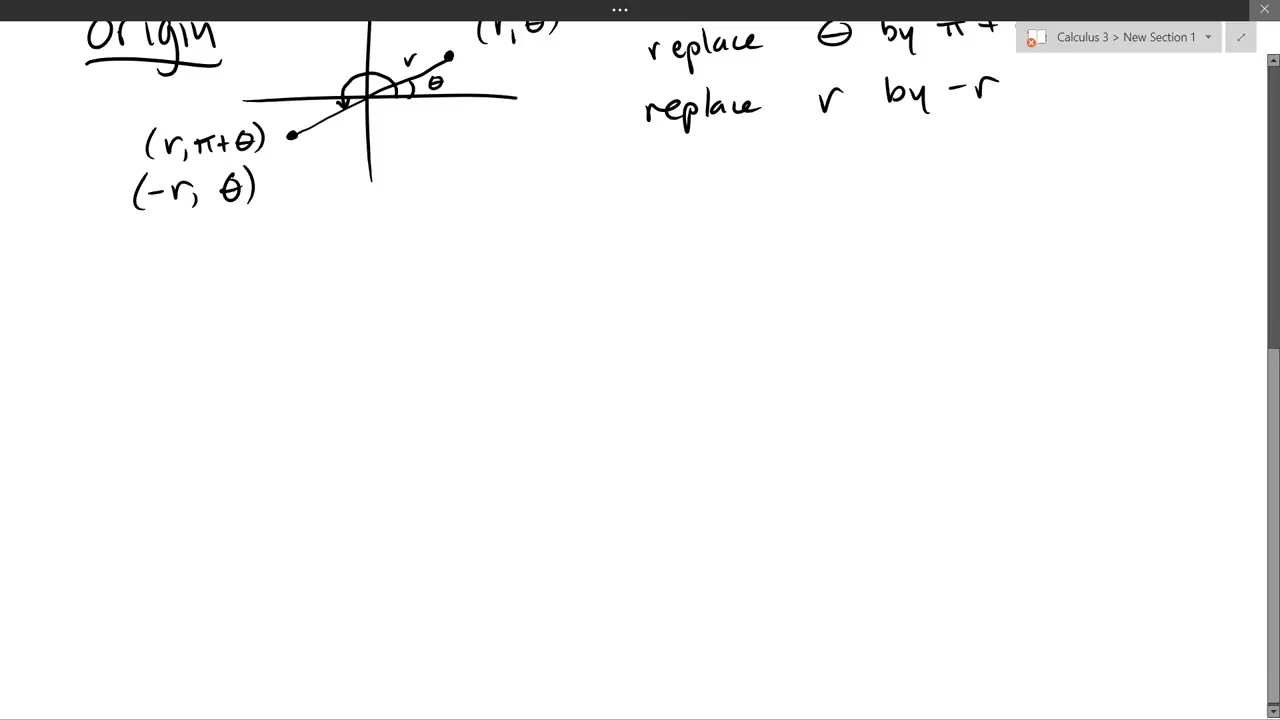 ...
Calculus 3 > New Section 1
origin
(r, θ)
replace θ by π +
r
θ
replace r by -r
(r, π+θ)
(-r, θ)